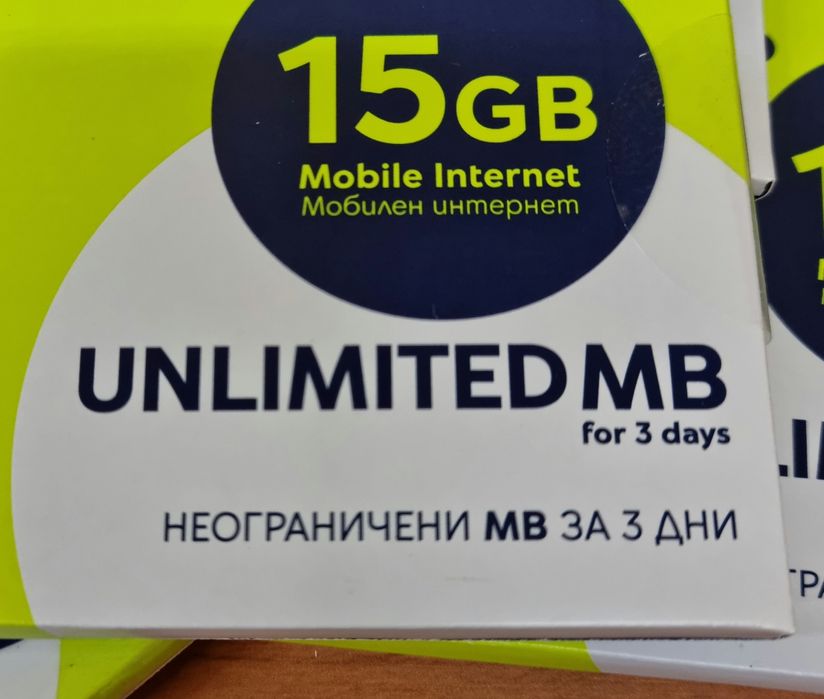 15GB
Mobile Internet
Мобилен интернет
UNLIMITED MB
for 3 days
НЕОГРАНИЧЕНИ MB ЗА 3 ДНИ